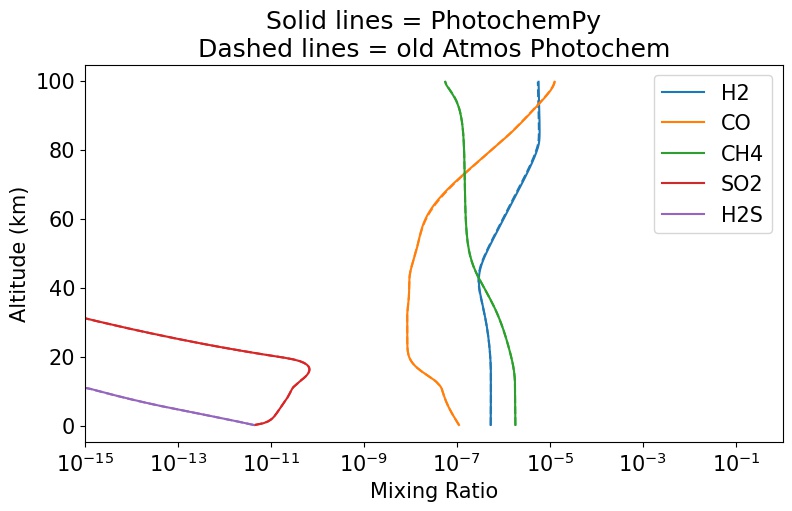 Solid lines = PhotochemPy
Dashed lines = old Atmos Photochem
100
80
60
40
20
0
Altitude (km)
H2
CO
CH4
SO2
H2S
10⁻¹⁵ 10⁻¹³ 10⁻¹¹ 10⁻⁹ 10⁻⁷ 10⁻⁵ 10⁻³ 10⁻¹
Mixing Ratio